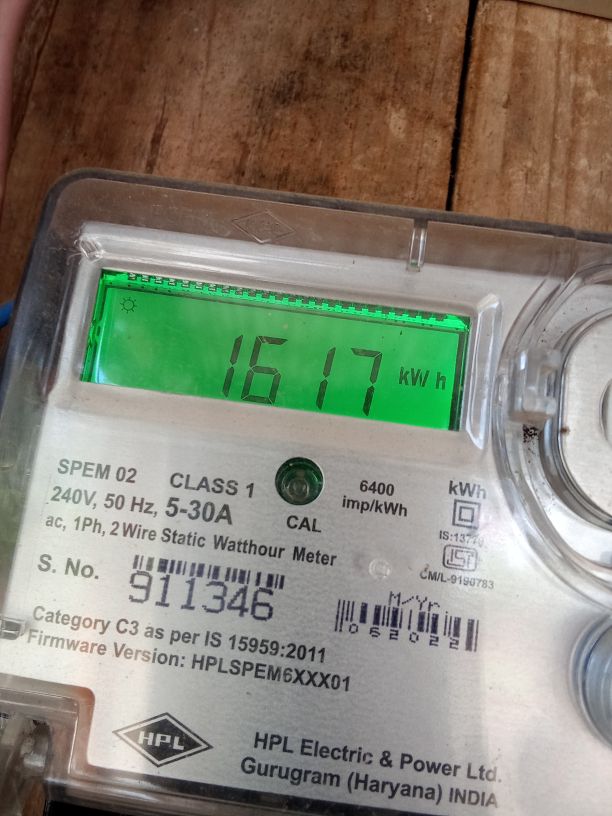 1617 kWh
SPEM 02
CLASS 1
240V, 50 Hz, 5-30A
ac, 1Ph, 2 Wire Static Watthour Meter
CAL
6400
imp/kWh
kWh
CM/L-9190783
S. No.
911346
M/Yr
062022
Category C3 as per IS 15959:2011
Firmware Version: HPLSPEM6XXX01
HPL
HPL Electric & Power Ltd.
Gurugram (Haryana) INDIA